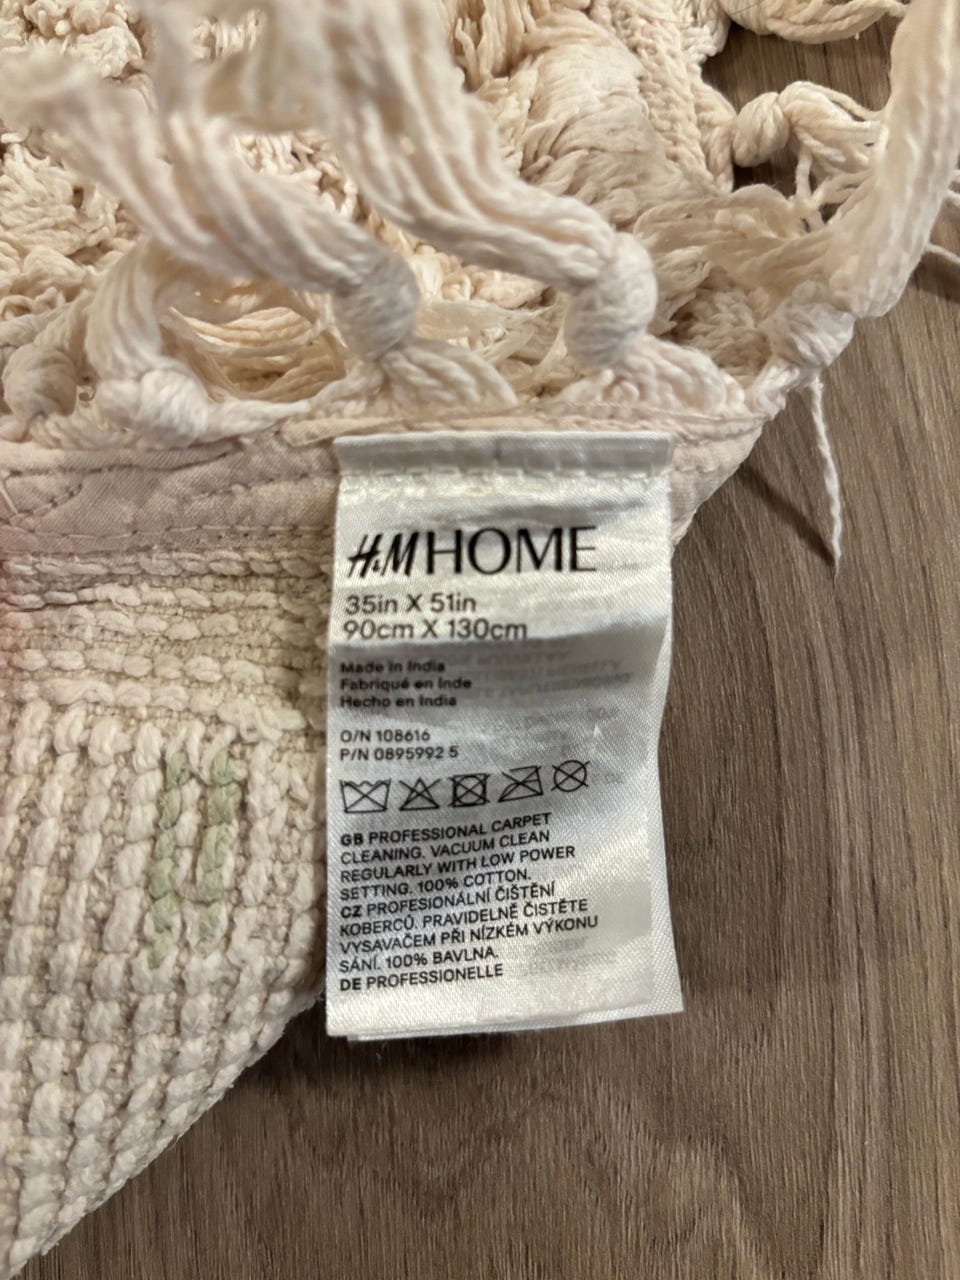 H&M HOME
35in X 51in
90cm X 130cm
Made in India
Fabriqué en Inde
Hecho en India
O/N 108616
P/N 0895992 5
GB PROFESSIONAL CARPET
CLEANING. VACUUM CLEAN
REGULARLY WITH LOW POWER
SETTING. 100% COTTON.
CZ PROFESIONÁLNÍ ČIŠTĚNÍ
KOBERCŮ. PRAVIDELNĚ ČISTĚTE
VYSAVAČEM PŘI NÍZKÉM VÝKONU
SÁNÍ. 100% BAVLNA.
DE PROFESSIONELLE